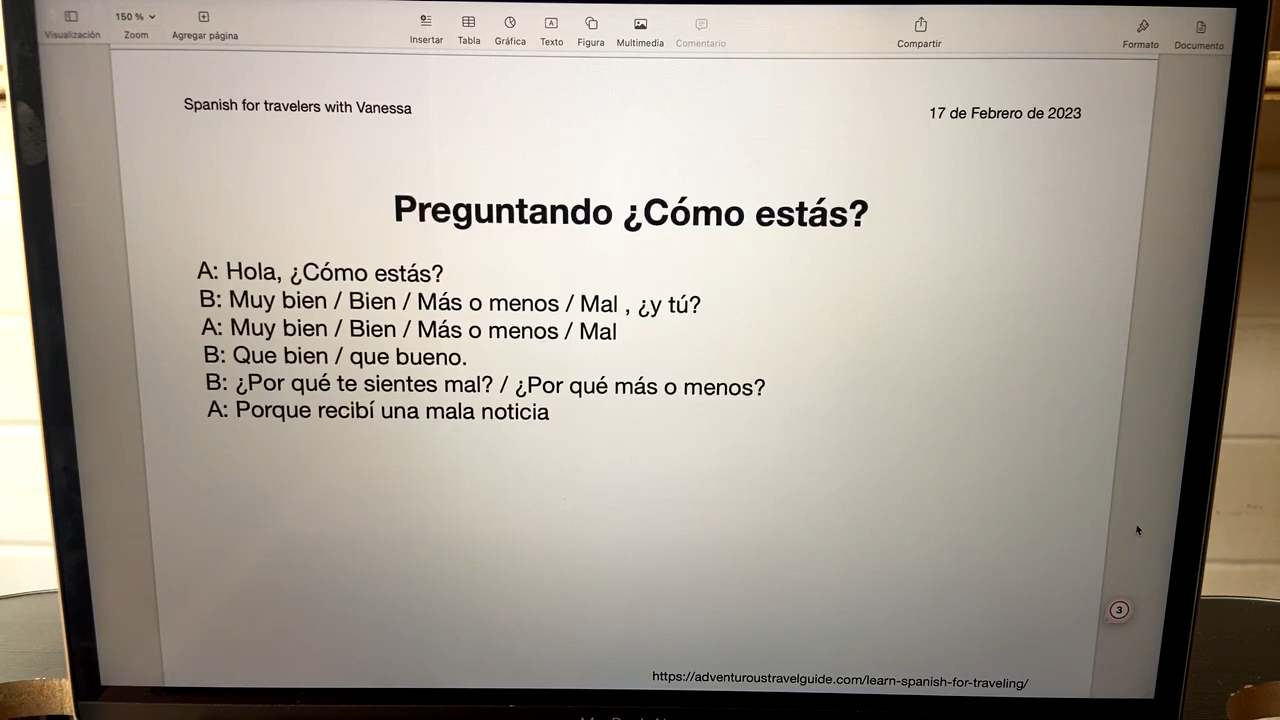 Visualización
150 %
Zoom
Agregar página
Insertar
Tabla
Gráfica
Texto
Figura
Multimedia
Comentario
Compartir
Formato
Documento
Spanish for travelers with Vanessa
17 de Febrero de 2023
Preguntando ¿Cómo estás?
A: Hola, ¿Cómo estás?
B: Muy bien / Bien / Más o menos / Mal , ¿y tú?
A: Muy bien / Bien / Más o menos / Mal
B: Que bien / que bueno.
B: ¿Por qué te sientes mal? / ¿Por qué más o menos?
A: Porque recibí una mala noticia
3
https://adventuroustravelguide.com/learn-spanish-for-traveling/